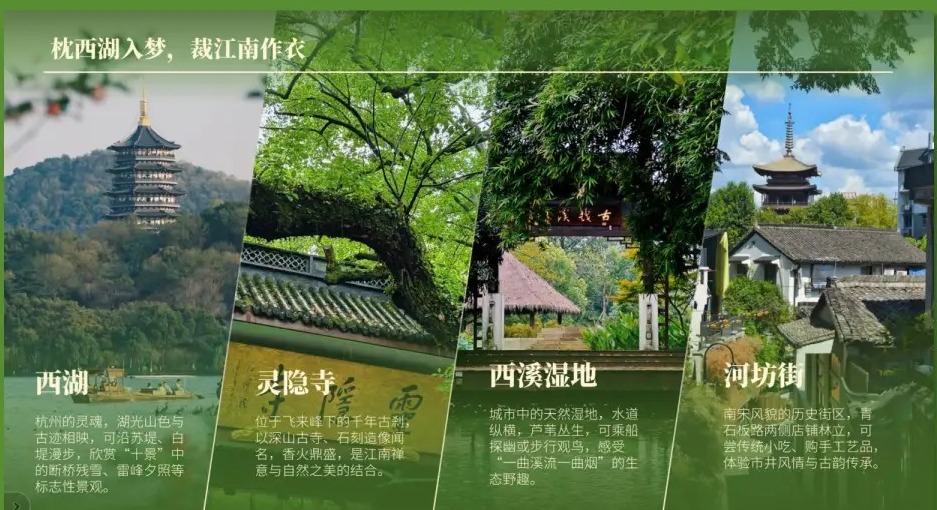 枕西湖入梦，裁江南作衣
古栈溪
西湖
杭州的灵魂，湖光山色与
古迹相映，可沿苏堤、白
堤漫步，欣赏“十景”中
的断桥残雪、雷峰夕照等
标志性景观。
灵隐寺
靈隱寺
位于飞来峰下的千年古刹，
以深山古寺、石刻造像闻
名，香火鼎盛，是江南禅
意与自然之美的结合。
西溪湿地
城市中的天然湿地，水道
纵横，芦苇丛生，可乘船
探幽或步行观鸟，感受
“一曲溪流一曲烟”的生
态野趣。
河坊街
南宋风貌的历史街区，青
石板路两侧店铺林立，可
尝传统小吃、购手工艺品，
体验市井风情与古韵传承。